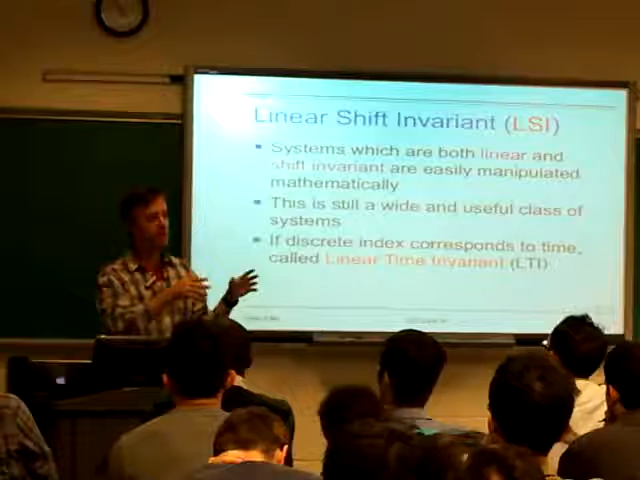 Linear Shift Invariant (LSI)
Systems which are both linear and
shift invariant are easily manipulated
mathematically
This is still a wide and useful class of
systems
If discrete index corresponds to time,
called Linear Time Invariant (LTI)